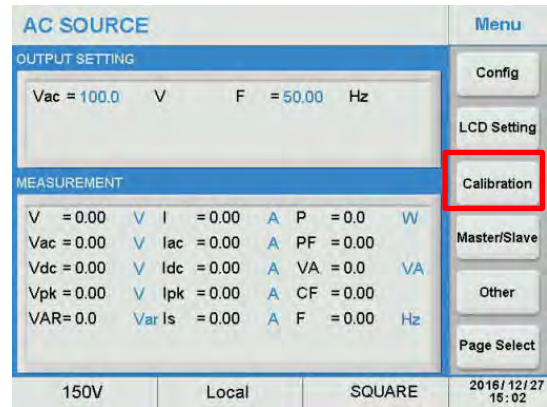 AC SOURCE
Menu
OUTPUT SETTING
Vac = 100.0 V F = 50.00 Hz
Config
LCD Setting
Calibration
MEASUREMENT
V = 0.00 V I = 0.00 A P = 0.0 W
Vac = 0.00 V Iac = 0.00 A PF = 0.00
Vdc = 0.00 V Idc = 0.00 A VA = 0.0 VA
Vpk = 0.00 V Ipk = 0.00 A CF = 0.00
VAR= 0.0 Var Is = 0.00 A F = 0.00 Hz
Master/Slave
Other
Page Select
150V Local SQUARE
2016/12/27
15:02